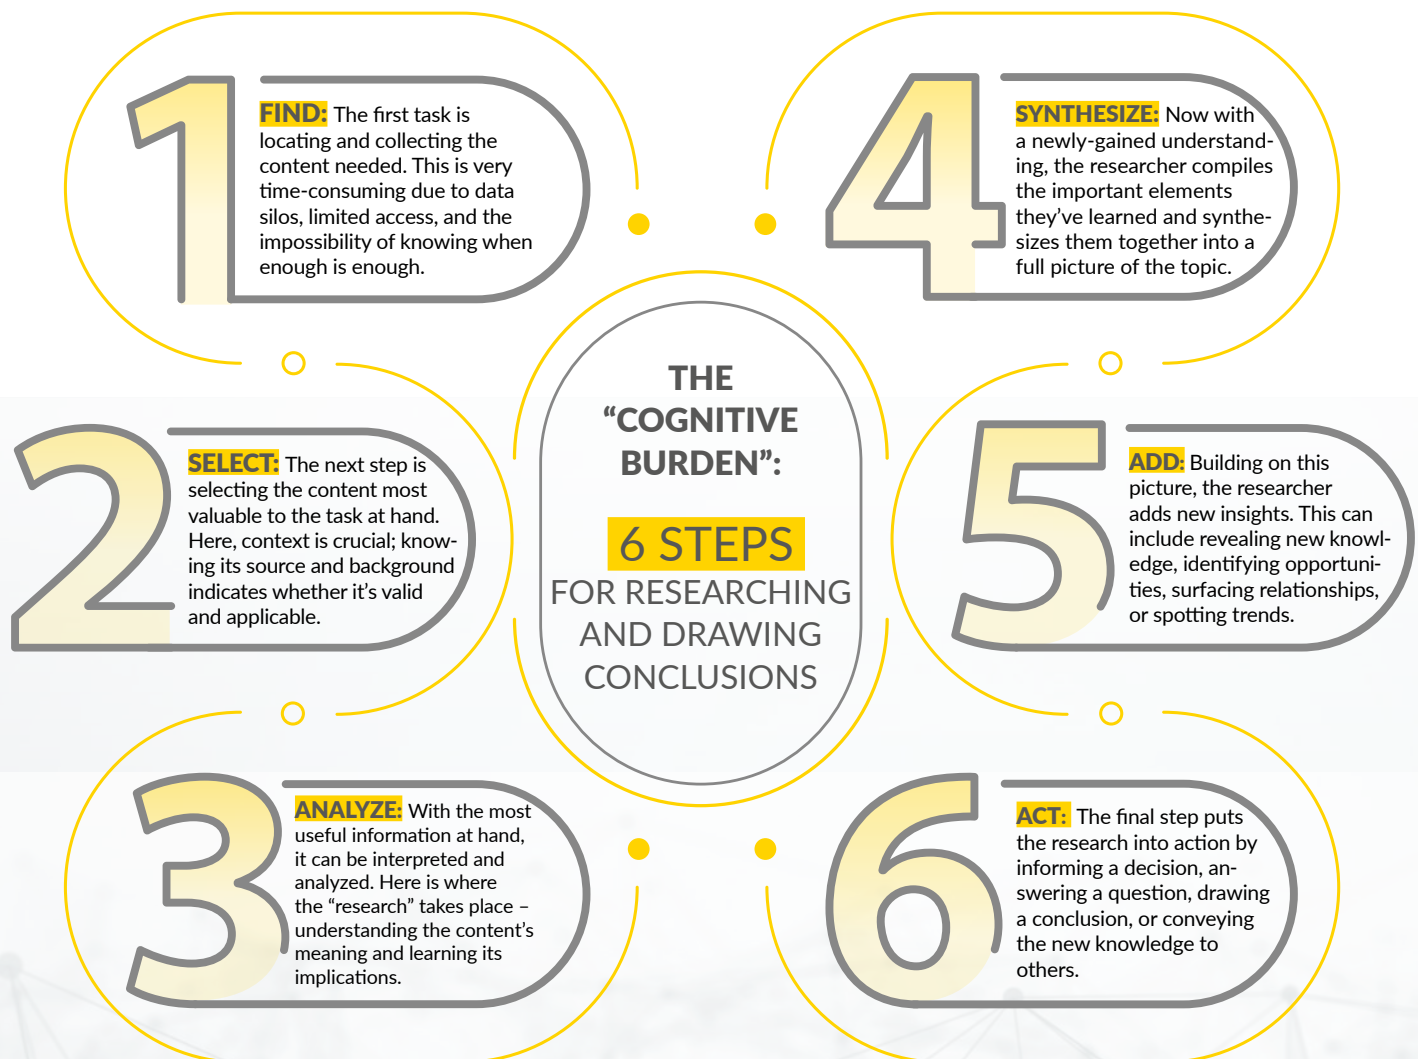 1
FIND: The first task is
locating and collecting the
content needed. This is very
time-consuming due to data
silos, limited access, and the
impossibility of knowing when
enough is enough.
2
SELECT: The next step is
selecting the content most
valuable to the task at hand.
Here, context is crucial; know-
ing its source and background
indicates whether it's valid
and applicable.
3
ANALYZE: With the most
useful information at hand,
it can be interpreted and
analyzed. Here is where
the “research” takes place –
understanding the content's
meaning and learning its
implications.
THE
“COGNITIVE
BURDEN”:
6 STEPS
FOR RESEARCHING
AND DRAWING
CONCLUSIONS
4
SYNTHESIZE: Now with
a newly-gained understand-
ing, the researcher compiles
the important elements
they've learned and synthe-
sizes them together into a
full picture of the topic.
5
ADD: Building on this
picture, the researcher
adds new insights. This can
include revealing new knowl-
edge, identifying opportuni-
ties, surfacing relationships,
or spotting trends.
6
ACT: The final step puts
the research into action by
informing a decision, an-
swering a question, drawing
a conclusion, or conveying
the new knowledge to
others.